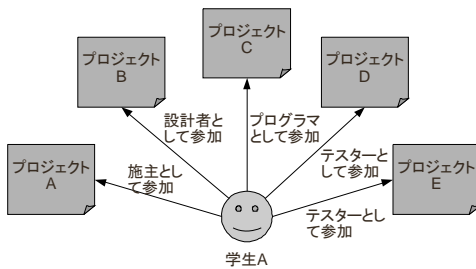 プロジェクト
C
プロジェクト
B
プロジェクト
D
設計者と
して参加
プログラマ
として参加
テスターと
して参加
プロジェクト
A
施主とし
て参加
プロジェクト
E
テスターとし
て参加
学生A